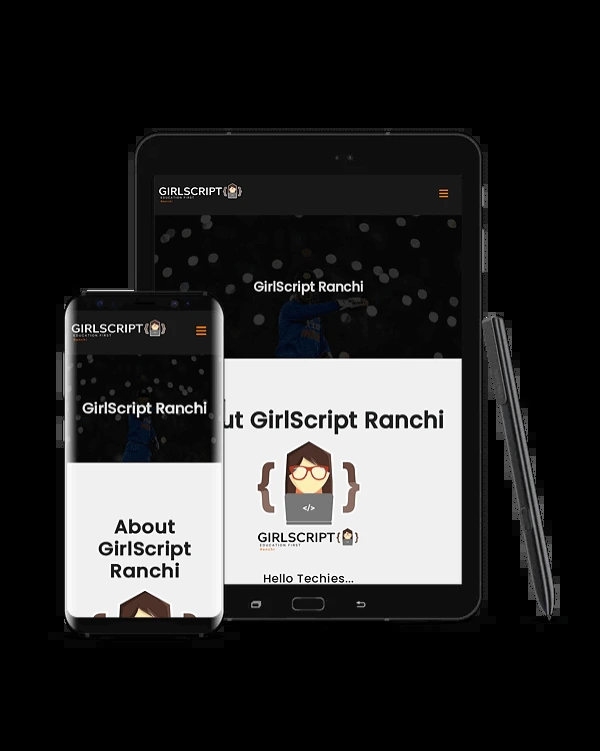 GIRLSCRIPT
EDUCATION FIRST
Ranchi
GirlScript Ranchi
ut GirlScript Ranchi
</>
GIRLSCRIPT
EDUCATION FIRST
Ranchi
Hello Techies...
GIRLSCRIPT
EDUCATION FIRST
Ranchi
GirlScript Ranchi
About
GirlScript
Ranchi